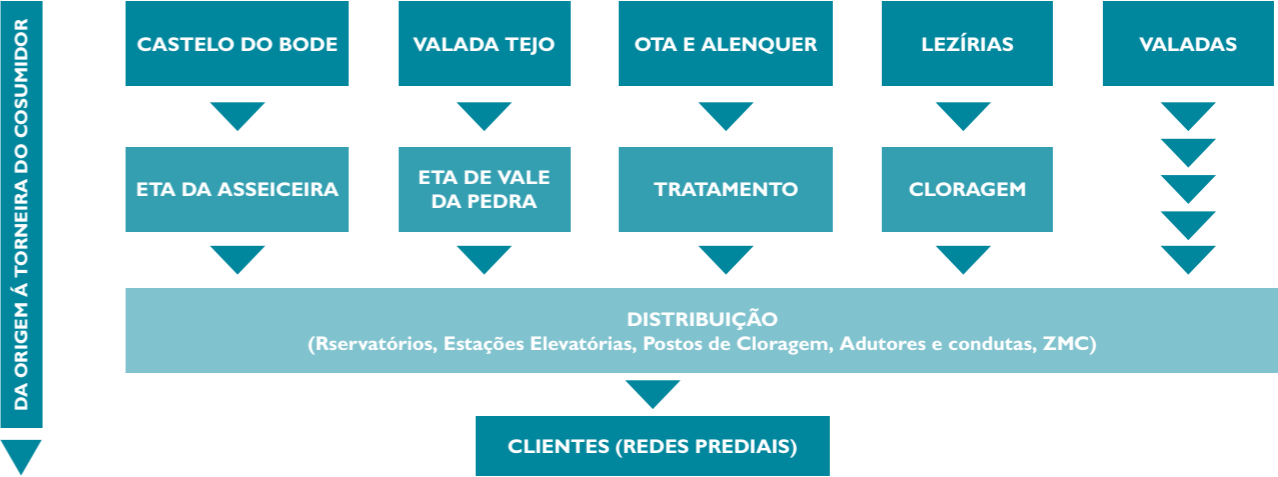 DA ORIGEM Á TORNEIRA DO COSUMIDOR
CASTELO DO BODE
VALADA TEJO
OTA E ALENQUER
LEZÍRIAS
VALADAS
ETA DA ASSEICEIRA
ETA DE VALE
DA PEDRA
TRATAMENTO
CLORAGEM
DISTRIBUIÇÃO
(Rservatórios, Estações Elevatórias, Postos de Cloragem, Adutores e condutas, ZMC)
CLIENTES (REDES PREDIAIS)